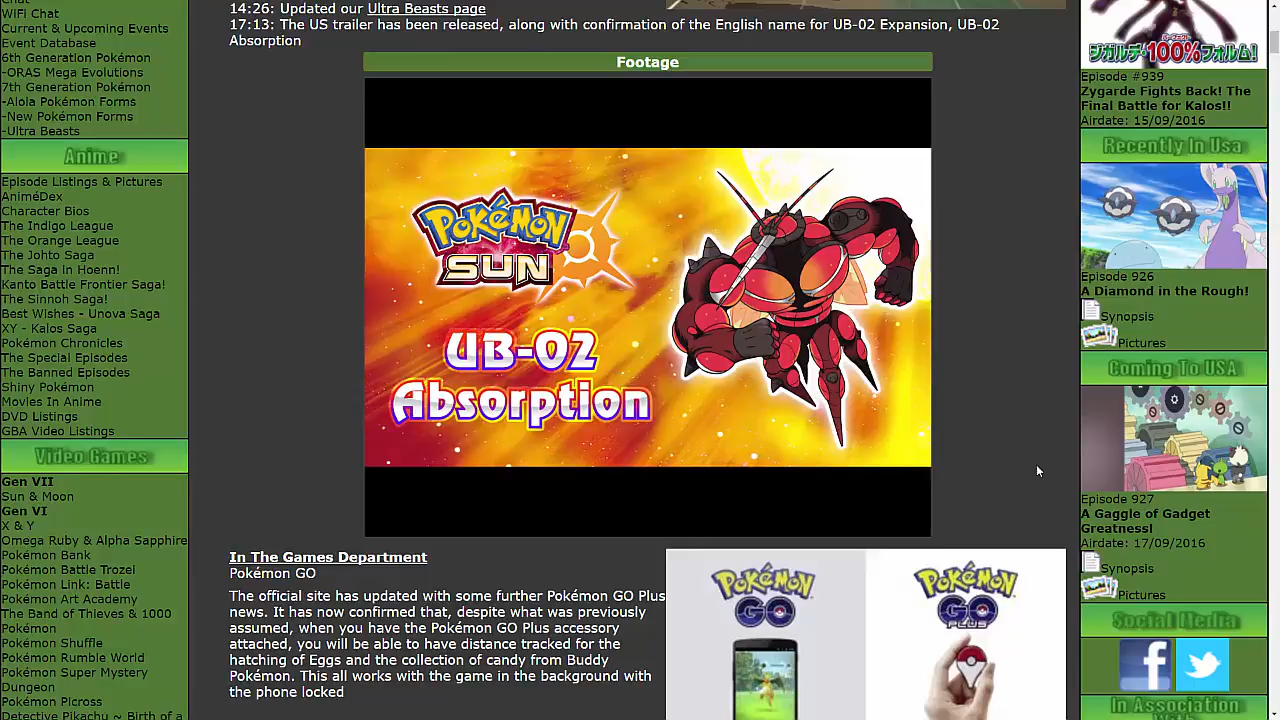 Chat
WiFi Chat
Current & Upcoming Events
Event Database
6th Generation Pokémon
-ORAS Mega Evolutions
7th Generation Pokémon
-Alola Pokémon Forms
-New Pokémon Forms
-Ultra Beasts
Anime
Episode Listings & Pictures
AniméDex
Character Bios
The Indigo League
The Orange League
The Johto Saga
The Saga in Hoenn!
Kanto Battle Frontier Saga!
The Sinnoh Saga!
Best Wishes - Unova Saga
XY - Kalos Saga
Pokémon Chronicles
The Special Episodes
The Banned Episodes
Shiny Pokémon
Movies In Anime
DVD Listings
GBA Video Listings
Video Games
Gen VII
Sun & Moon
Gen VI
X & Y
Omega Ruby & Alpha Sapphire
Pokémon Bank
Pokémon Battle Trozei
Pokémon Link: Battle
Pokémon Art Academy
The Band of Thieves & 1000
Pokémon
Pokémon Shuffle
Pokémon Rumble World
Pokémon Super Mystery
Dungeon
Pokémon Picross
Detective Pikachu ~ Birth of a
14:26: Updated our Ultra Beasts page
17:13: The US trailer has been released, along with confirmation of the English name for UB-02 Expansion, UB-02
Absorption
Footage
POKéMON
SUN
UB-02
Absorption
In The Games Department
Pokémon GO
The official site has updated with some further Pokémon GO Plus
news. It has now confirmed that, despite what was previously
assumed, when you have the Pokémon GO Plus accessory
attached, you will be able to have distance tracked for the
hatching of Eggs and the collection of candy from Buddy
Pokémon. This all works with the game in the background with
the phone locked
POKéMON
GO
POKéMON
GO
PLUS
ジガルデ・100%フォルム!
Episode #939
Zygarde Fights Back! The
Final Battle for Kalos!!
Airdate: 15/09/2016
Recently In Usa
Episode 926
A Diamond in the Rough!
Synopsis
Pictures
Coming To USA
Episode 927
A Gaggle of Gadget
Greatness!
Airdate: 17/09/2016
Synopsis
Pictures
Social Media
f
In Association